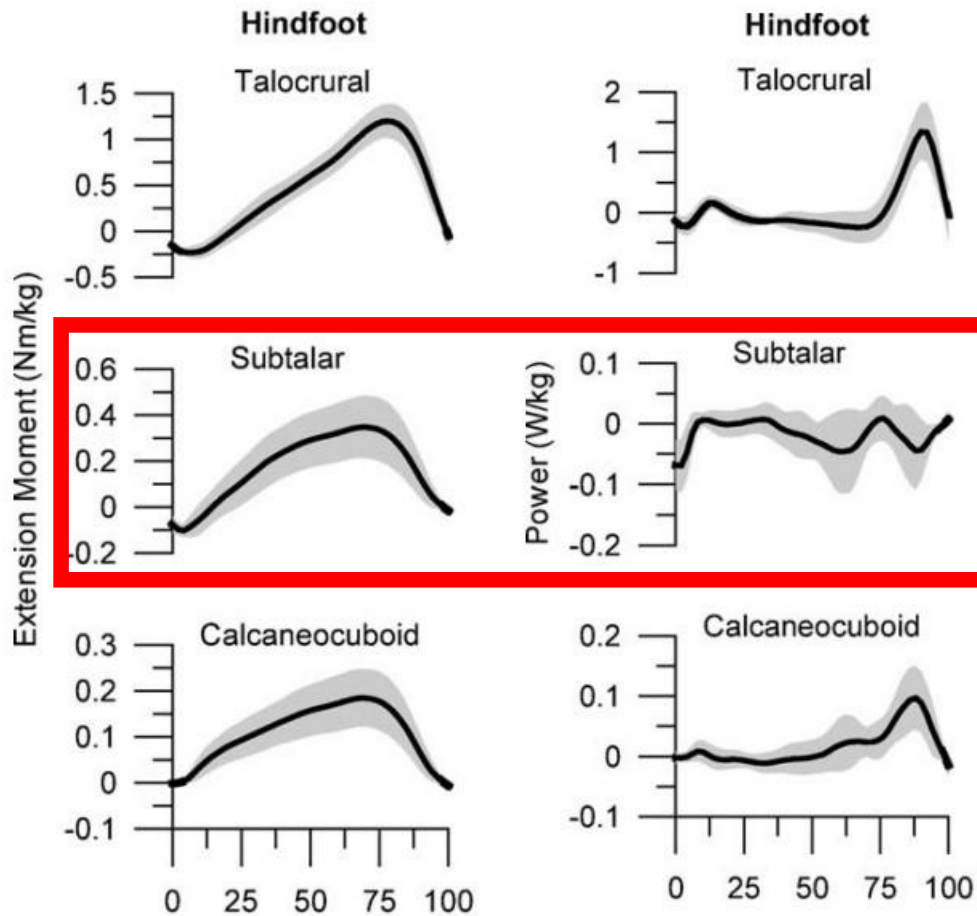 Hindfoot
Talocrural
1.5
1
0.5
0
-0.5
Extension Moment (Nm/kg)
Subtalar
0.6
0.4
0.2
0
-0.2
Calcaneocuboid
0.3
0.2
0.1
0
-0.1
0 25 50 75 100
Hindfoot
Talocrural
2
1
0
-1
Power (W/kg)
Subtalar
0.1
0
-0.1
-0.2
Calcaneocuboid
0.2
0.1
0
-0.1
0 25 50 75 100